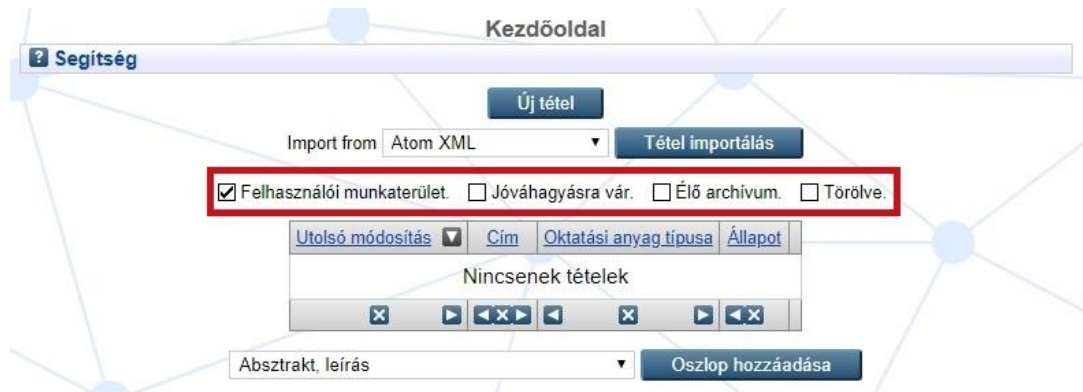 Kezdőoldal
Segítség
Új tétel
Import from Atom XML Tétel importálás
Felhasználói munkaterület. Jóváhagyásra vár. Élő archívum. Törölve.
Utolsó módosítás Cím Oktatási anyag típusa Állapot
Nincsenek tételek
Absztrakt, leírás Oszlop hozzáadása